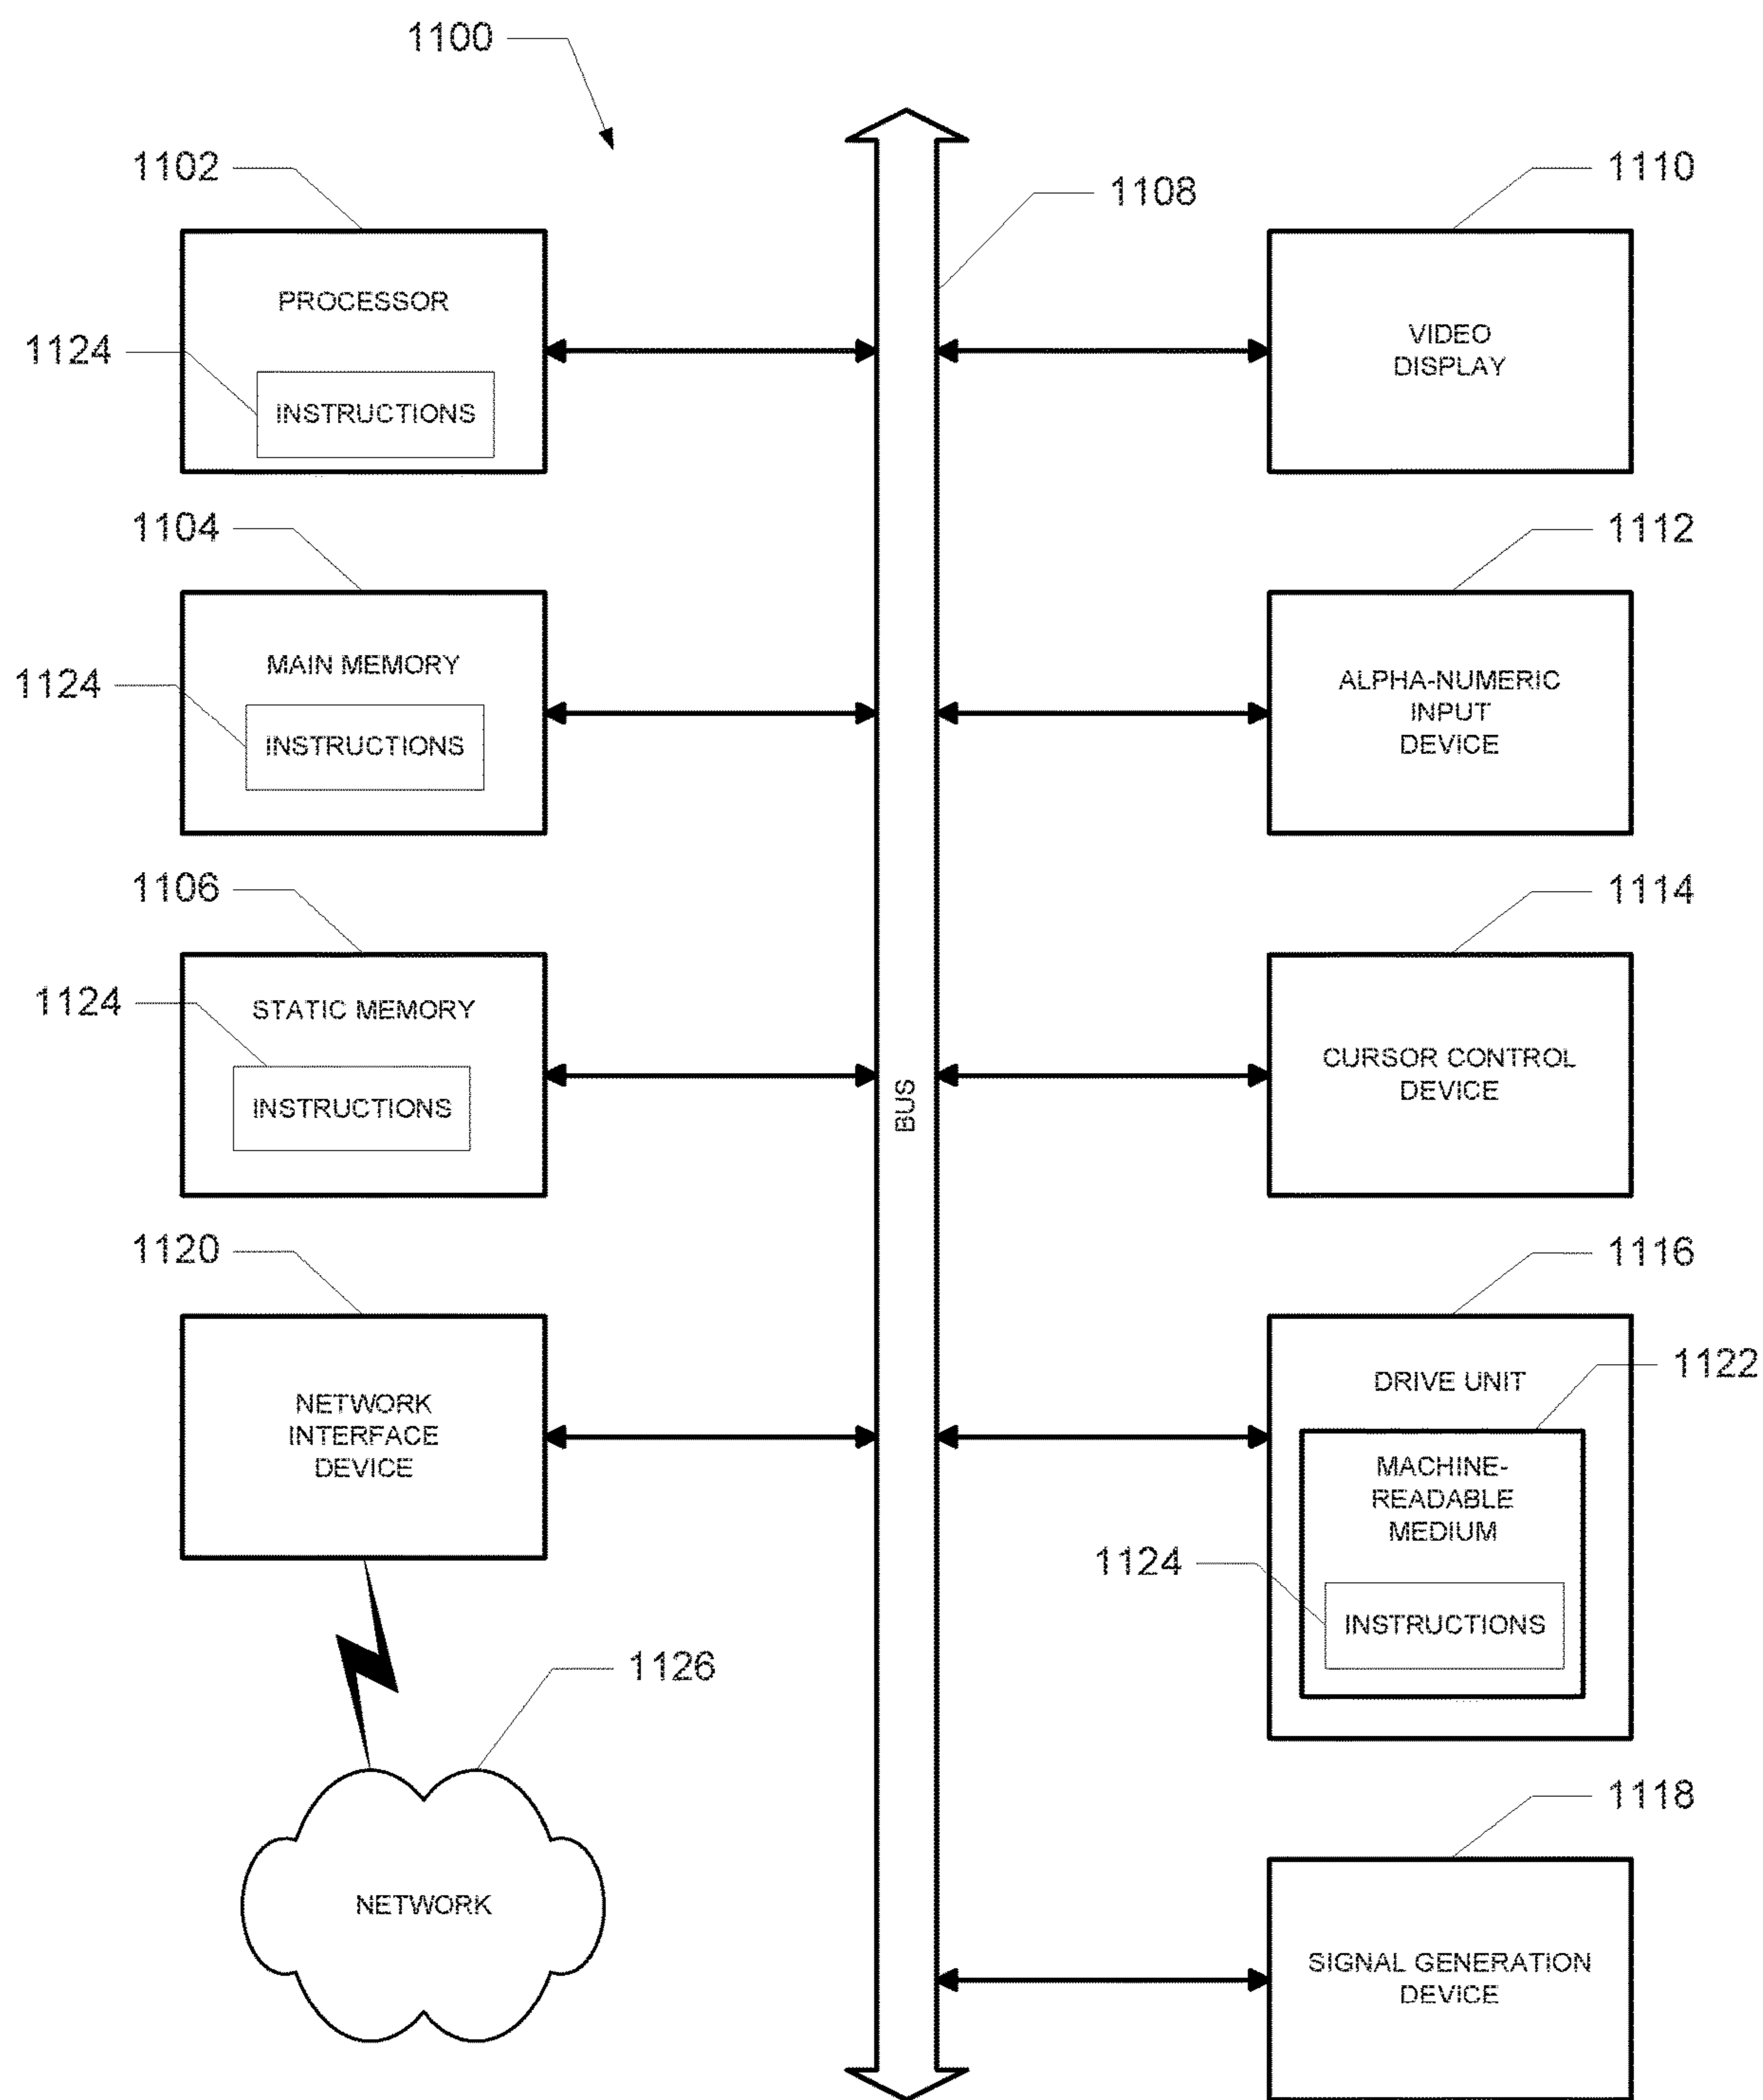 1100
1102
PROCESSOR
1124
INSTRUCTIONS
1104
MAIN MEMORY
1124
INSTRUCTIONS
1106
STATIC MEMORY
1124
INSTRUCTIONS
1120
NETWORK
INTERFACE
DEVICE
1126
NETWORK
1108
BUS
1110
VIDEO
DISPLAY
1112
ALPHA-NUMERIC
INPUT
DEVICE
1114
CURSOR CONTROL
DEVICE
1116
DRIVE UNIT
1122
MACHINE-
READABLE
MEDIUM
1124
INSTRUCTIONS
1118
SIGNAL GENERATION
DEVICE